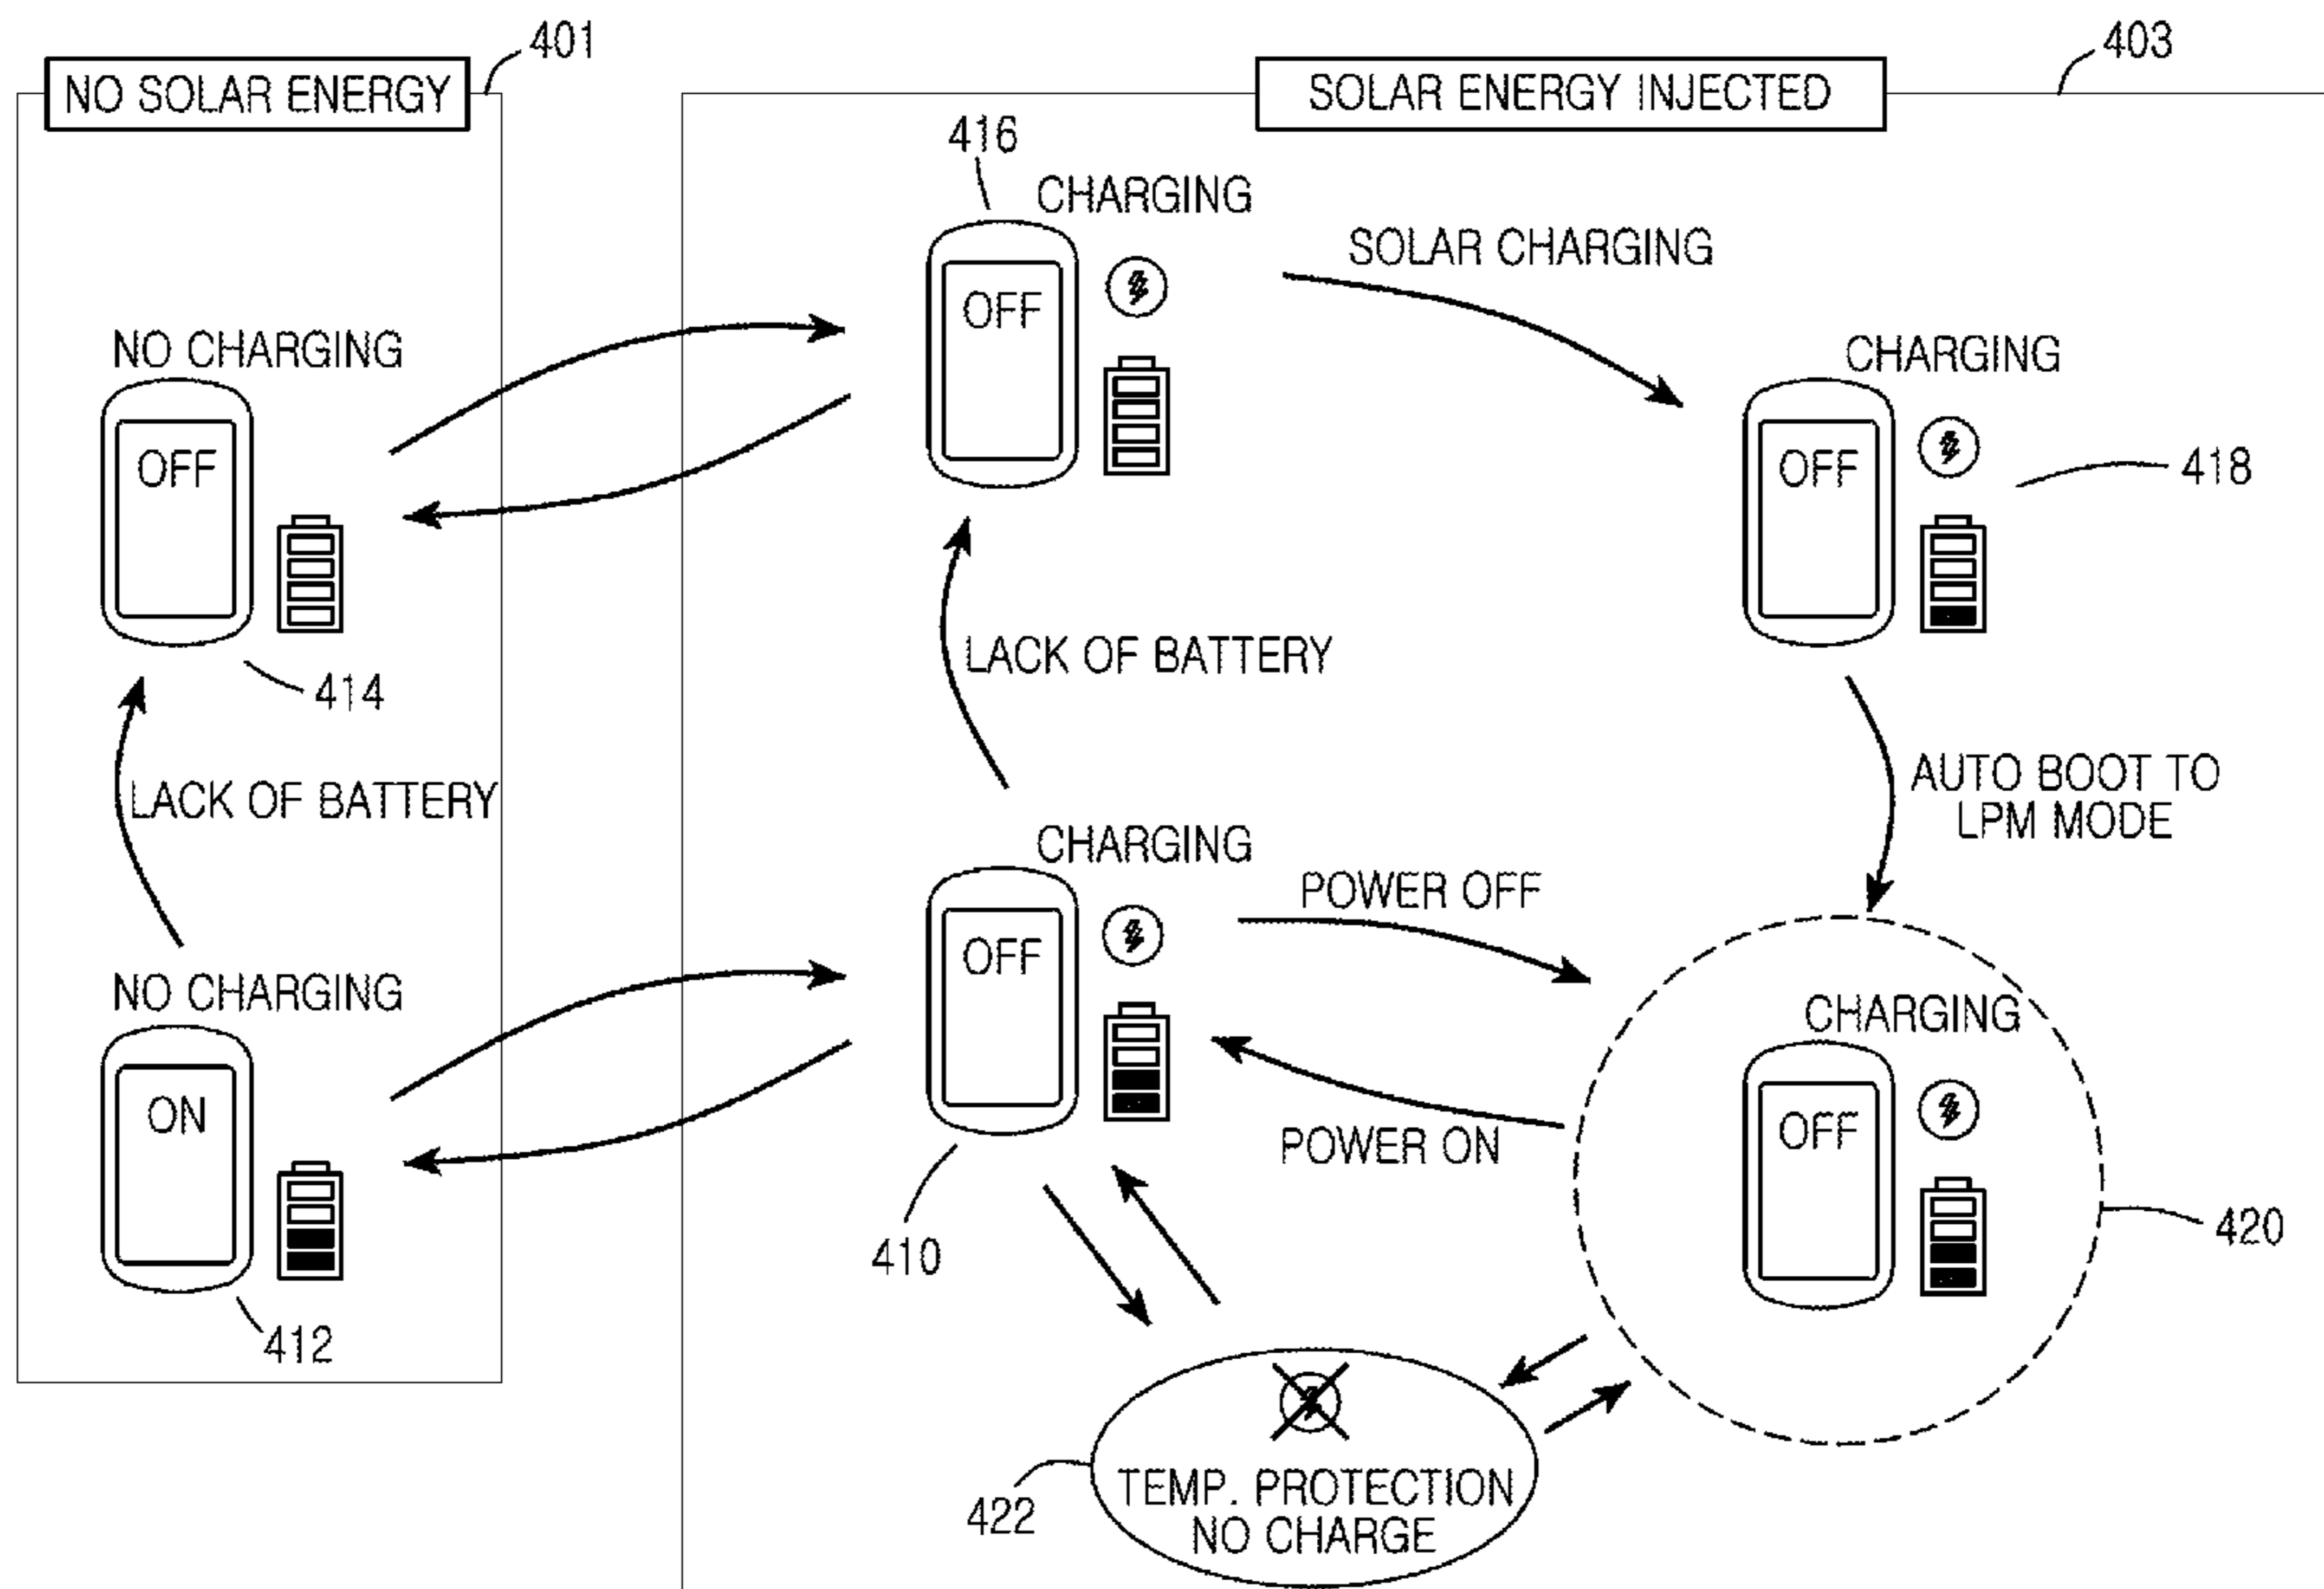 401
NO SOLAR ENERGY
403
SOLAR ENERGY INJECTED
416
CHARGING
OFF
SOLAR CHARGING
NO CHARGING
OFF
414
CHARGING
OFF
418
LACK OF BATTERY
LACK OF BATTERY
AUTO BOOT TO
LPM MODE
CHARGING
OFF
POWER OFF
POWER ON
410
NO CHARGING
ON
412
CHARGING
OFF
420
422
TEMP. PROTECTION
NO CHARGE